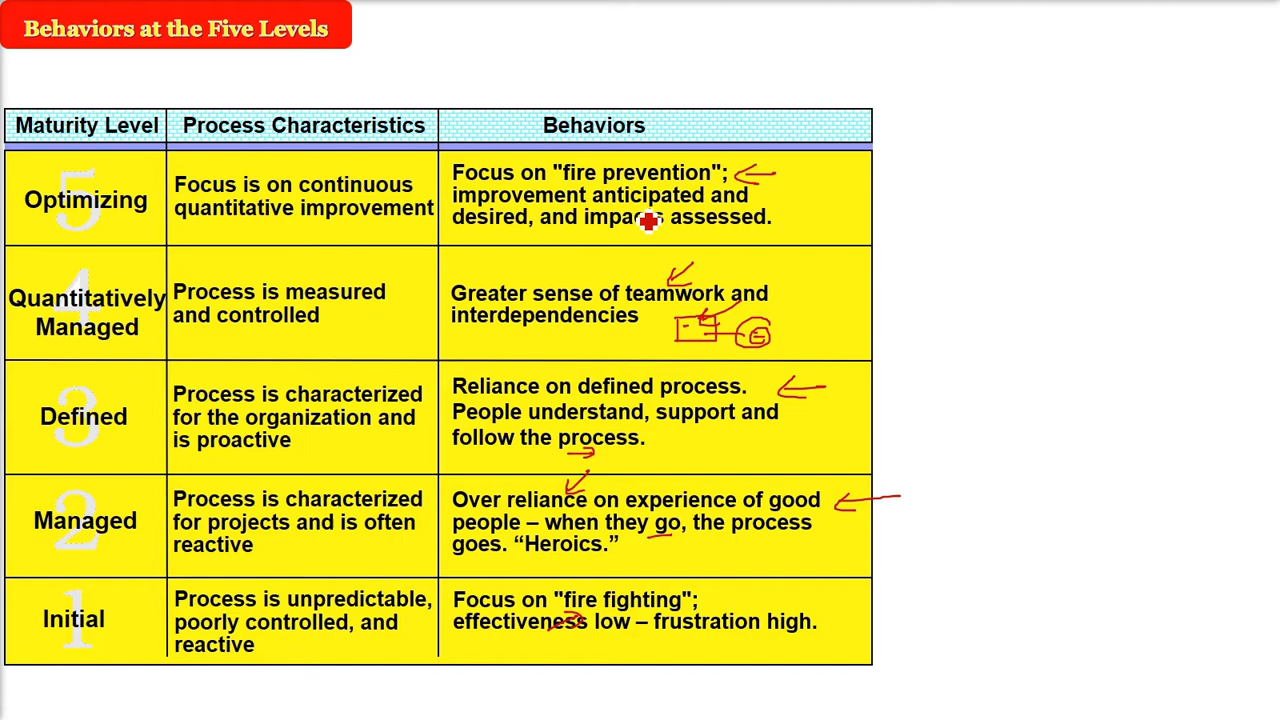 Behaviors at the Five Levels
Maturity Level
Process Characteristics
Behaviors
5
Optimizing
Focus is on continuous
quantitative improvement
Focus on "fire prevention";
improvement anticipated and
desired, and impacts assessed.
4
Quantitatively
Managed
Process is measured
and controlled
Greater sense of teamwork and
interdependencies
3
Defined
Process is characterized
for the organization and
is proactive
Reliance on defined process.
People understand, support and
follow the process.
2
Managed
Process is characterized
for projects and is often
reactive
Over reliance on experience of good
people – when they go, the process
goes. “Heroics.”
1
Initial
Process is unpredictable,
poorly controlled, and
reactive
Focus on "fire fighting";
effectiveness low – frustration high.